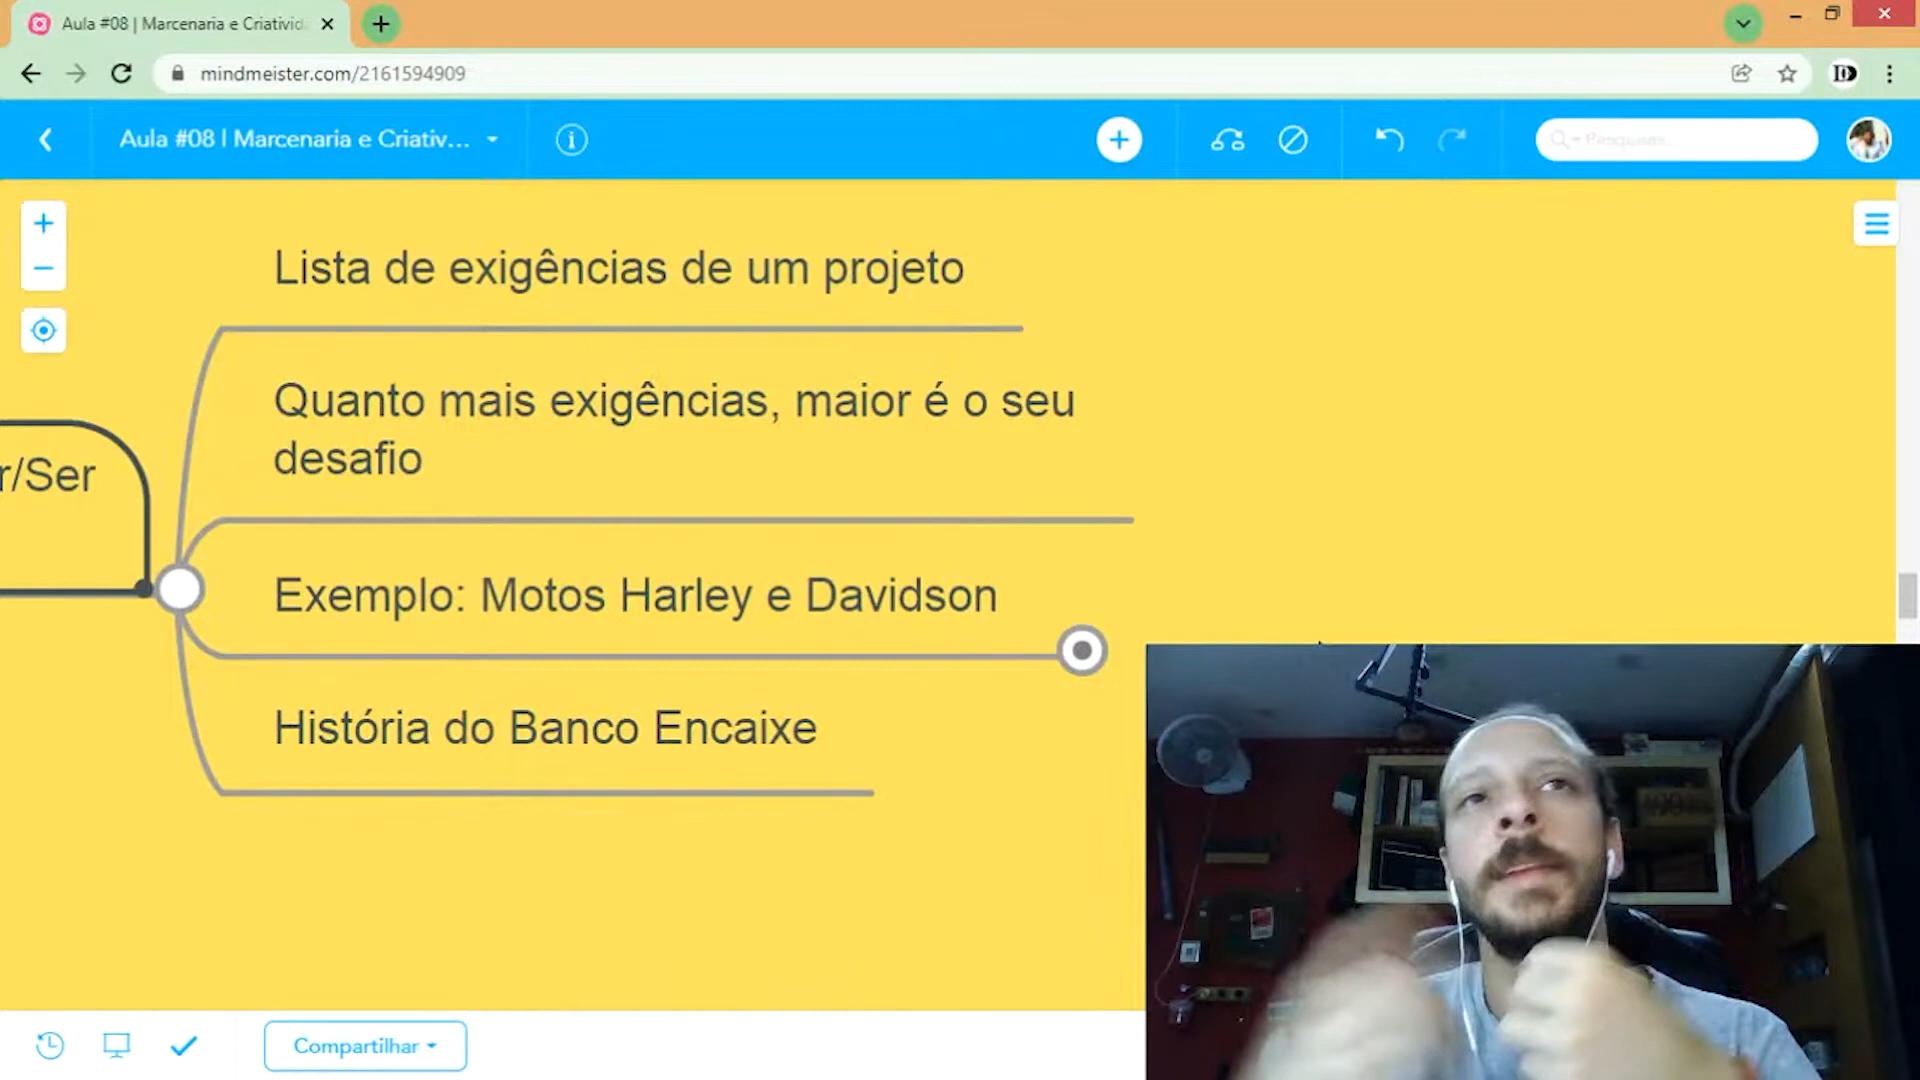 Aula #08 | Marcenaria e Criativid
mindmeister.com/2161594909
Aula #08 | Marcenaria e Criativ...
Pesquisar...
Lista de exigências de um projeto
Quanto mais exigências, maior é o seu
desafio
r/Ser
Exemplo: Motos Harley e Davidson
História do Banco Encaixe
Compartilhar